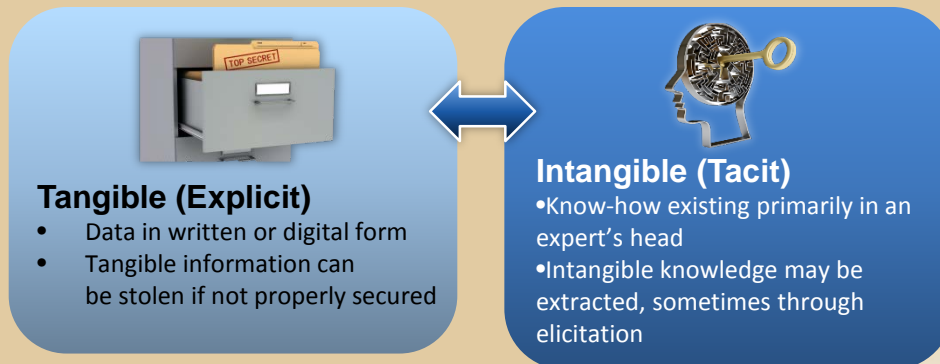 TOP SECRET
Tangible (Explicit)
• Data in written or digital form
• Tangible information can
be stolen if not properly secured
Intangible (Tacit)
•Know-how existing primarily in an
expert’s head
•Intangible knowledge may be
extracted, sometimes through
elicitation